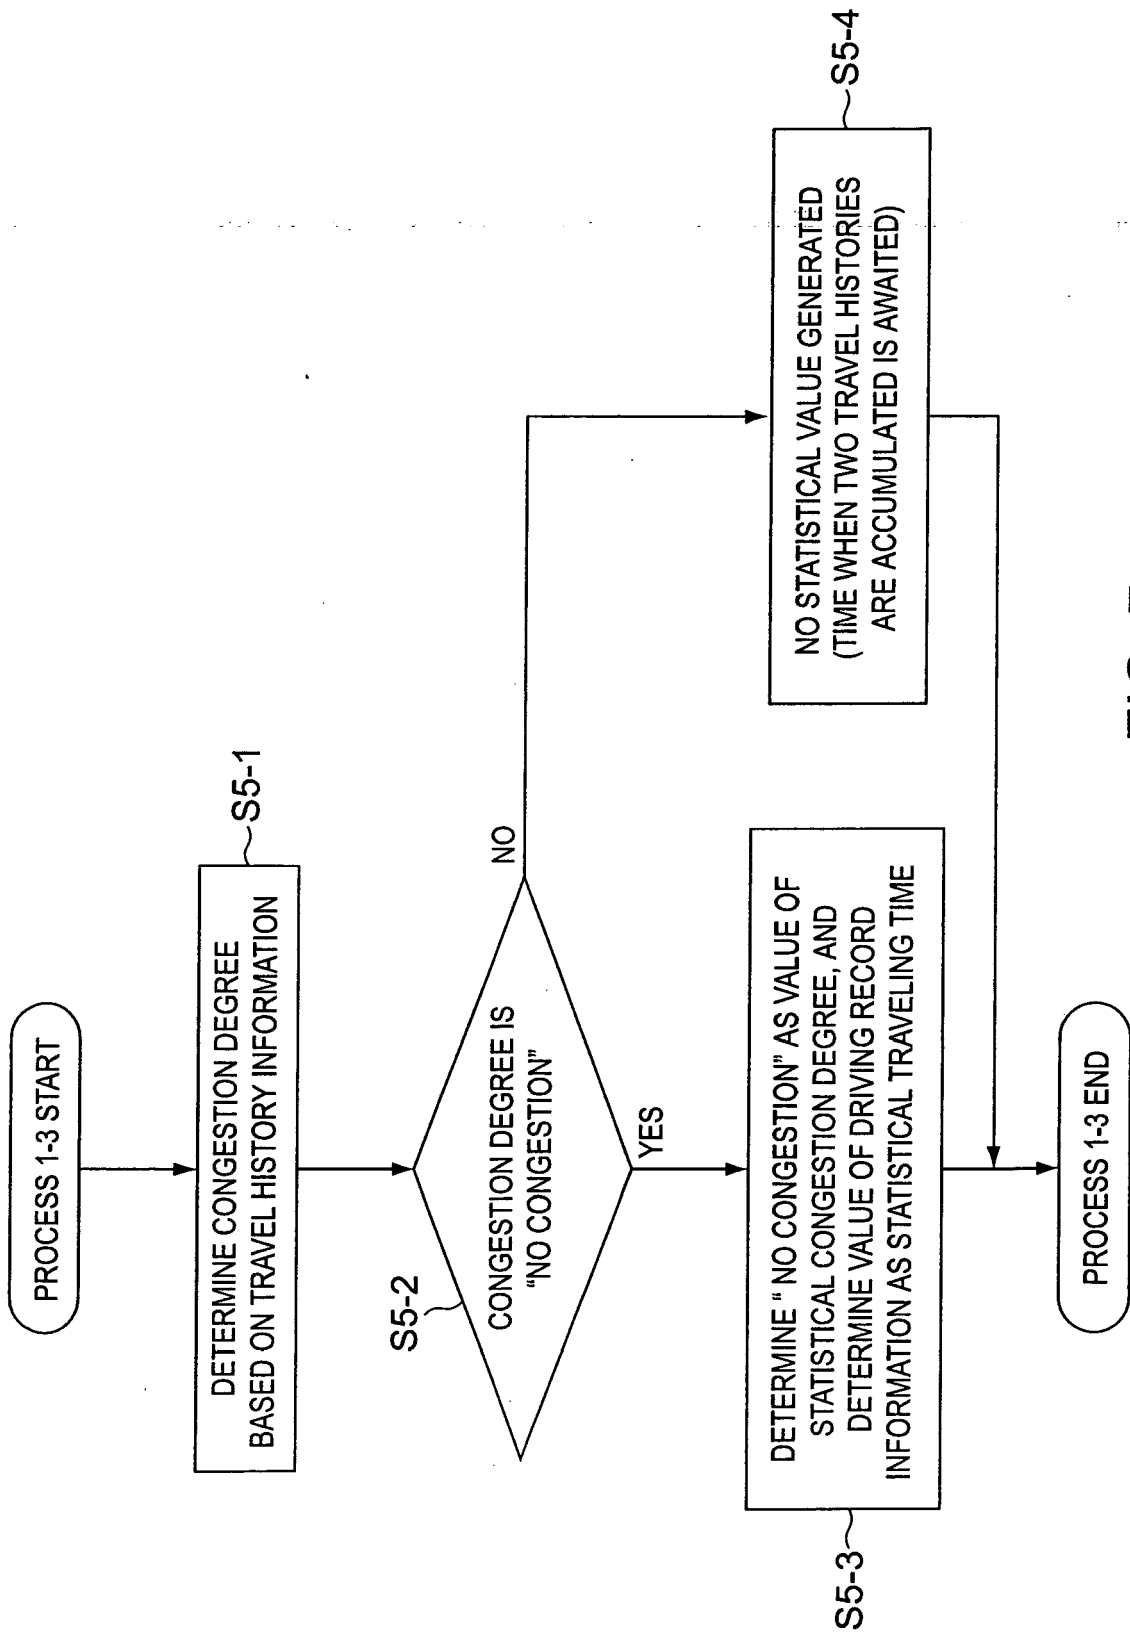 PROCESS 1-3 START
DETERMINE CONGESTION DEGREE
BASED ON TRAVEL HISTORY INFORMATION
S5-1
S5-2
CONGESTION DEGREE IS
"NO CONGESTION"
NO
YES
S5-3
DETERMINE " NO CONGESTION" AS VALUE OF
STATISTICAL CONGESTION DEGREE, AND
DETERMINE VALUE OF DRIVING RECORD
INFORMATION AS STATISTICAL TRAVELING TIME
NO STATISTICAL VALUE GENERATED
(TIME WHEN TWO TRAVEL HISTORIES
ARE ACCUMULATED IS AWAITED)
S5-4
PROCESS 1-3 END